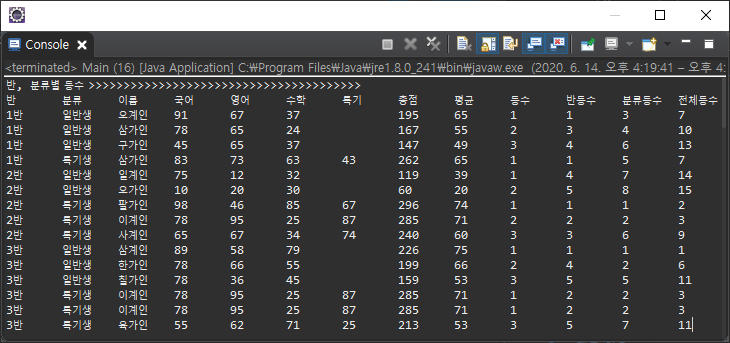 Console
<terminated> Main (16) [Java Application] C:₩Program Files₩Java₩jre1.8.0_241₩bin₩javaw.exe (2020. 6. 14. 오후 4:19:41 – 오후 4:
반, 분류별 등수 >>>>>>>>>>>>>>>>>>>>>>>>>>>>>>>>>>>>>>>
반 분류 이름 국어 영어 수학 특기 총점 평균 등수 반등수 분류등수 전체등수
1반 일반생 오계인 91 67 37 195 65 1 1 3 7
1반 일반생 삼가인 78 65 24 167 55 2 3 4 10
1반 일반생 구가인 45 65 37 147 49 3 4 6 13
1반 특기생 삼가인 83 73 63 43 262 65 1 1 5 7
2반 일반생 일계인 75 12 32 119 39 1 4 7 14
2반 일반생 오가인 10 20 30 60 20 2 5 8 15
2반 특기생 팔가인 98 46 85 67 296 74 1 1 1 2
2반 특기생 이계인 78 95 25 87 285 71 2 2 2 3
2반 특기생 사계인 65 67 34 74 240 60 3 3 6 9
3반 일반생 삼계인 89 58 79 226 75 1 1 1 1
3반 일반생 한가인 78 66 55 199 66 2 4 2 6
3반 일반생 칠가인 78 36 45 159 53 3 5 5 11
3반 특기생 이계인 78 95 25 87 285 71 1 2 2 3
3반 특기생 이계인 78 95 25 87 285 71 1 2 2 3
3반 특기생 육가인 55 62 71 25 213 53 3 5 7 11